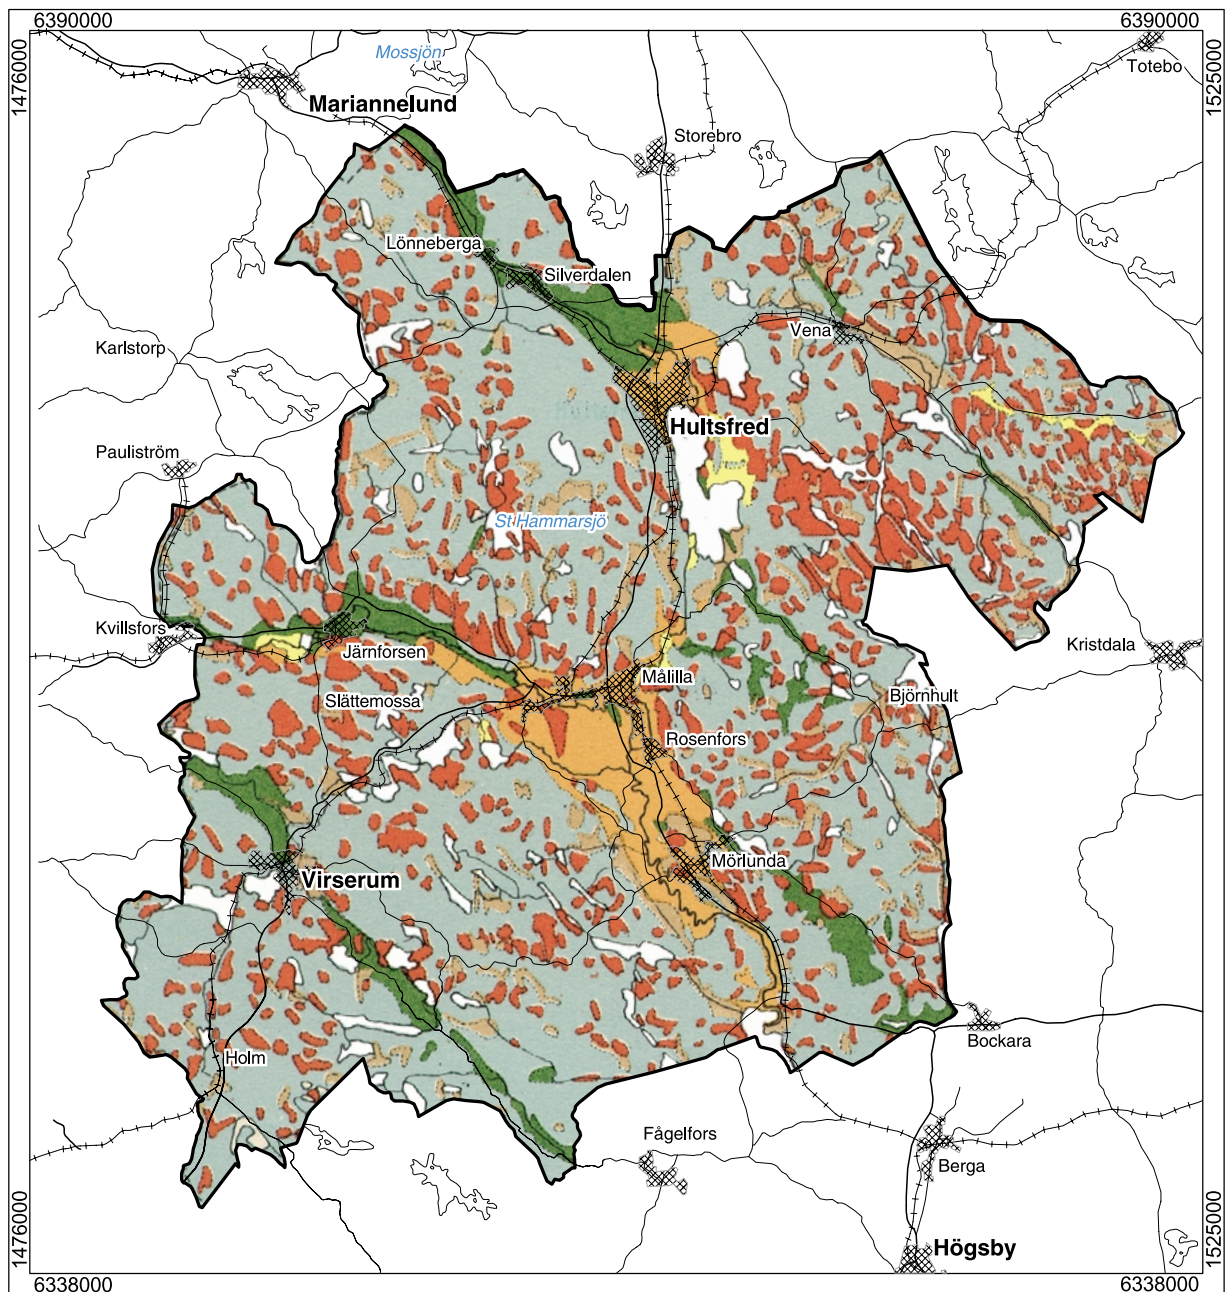 6390000
6390000
1476000
1525000
Mossjön
Totebo
Mariannelund
Storebro
Lönneberga
Silverdalen
Vena
Karlstorp
Hultsfred
Pauliström
St Hammarsjö
Kvillsfors
Järnforsen
Kristdala
Målilla
Slättemossa
Björnhult
Rosenfors
Mörlunda
Virserum
Bockara
Holm
Fågelfors
Berga
1476000
1525000
Högsby
6338000
6338000